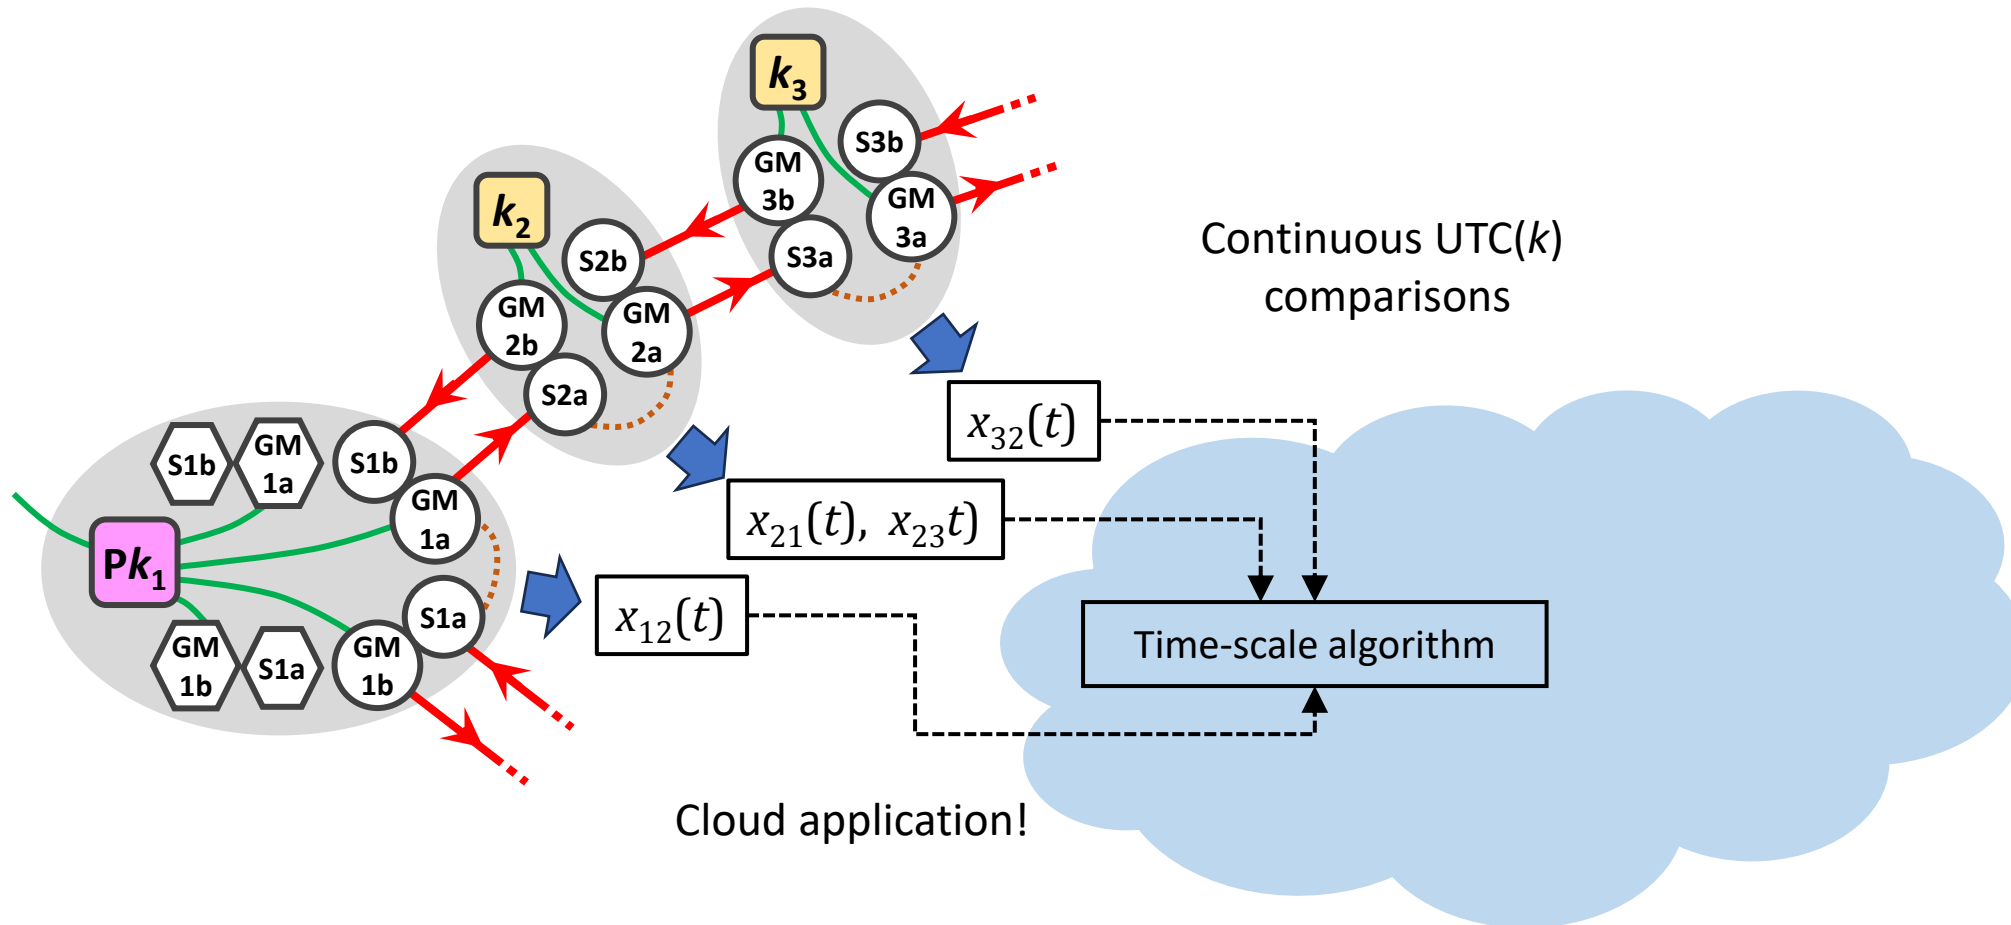 k3
S3b
GM
3b
GM
3a
S3a
k2
S2b
GM
2b
GM
2a
S2a
Continuous UTC(k)
comparisons
x32(t)
S1b
GM
1a
S1b
GM
1a
x21(t), x23t)
Pk1
S1a
x12(t)
GM
1b
S1a
GM
1b
Time-scale algorithm
Cloud application!